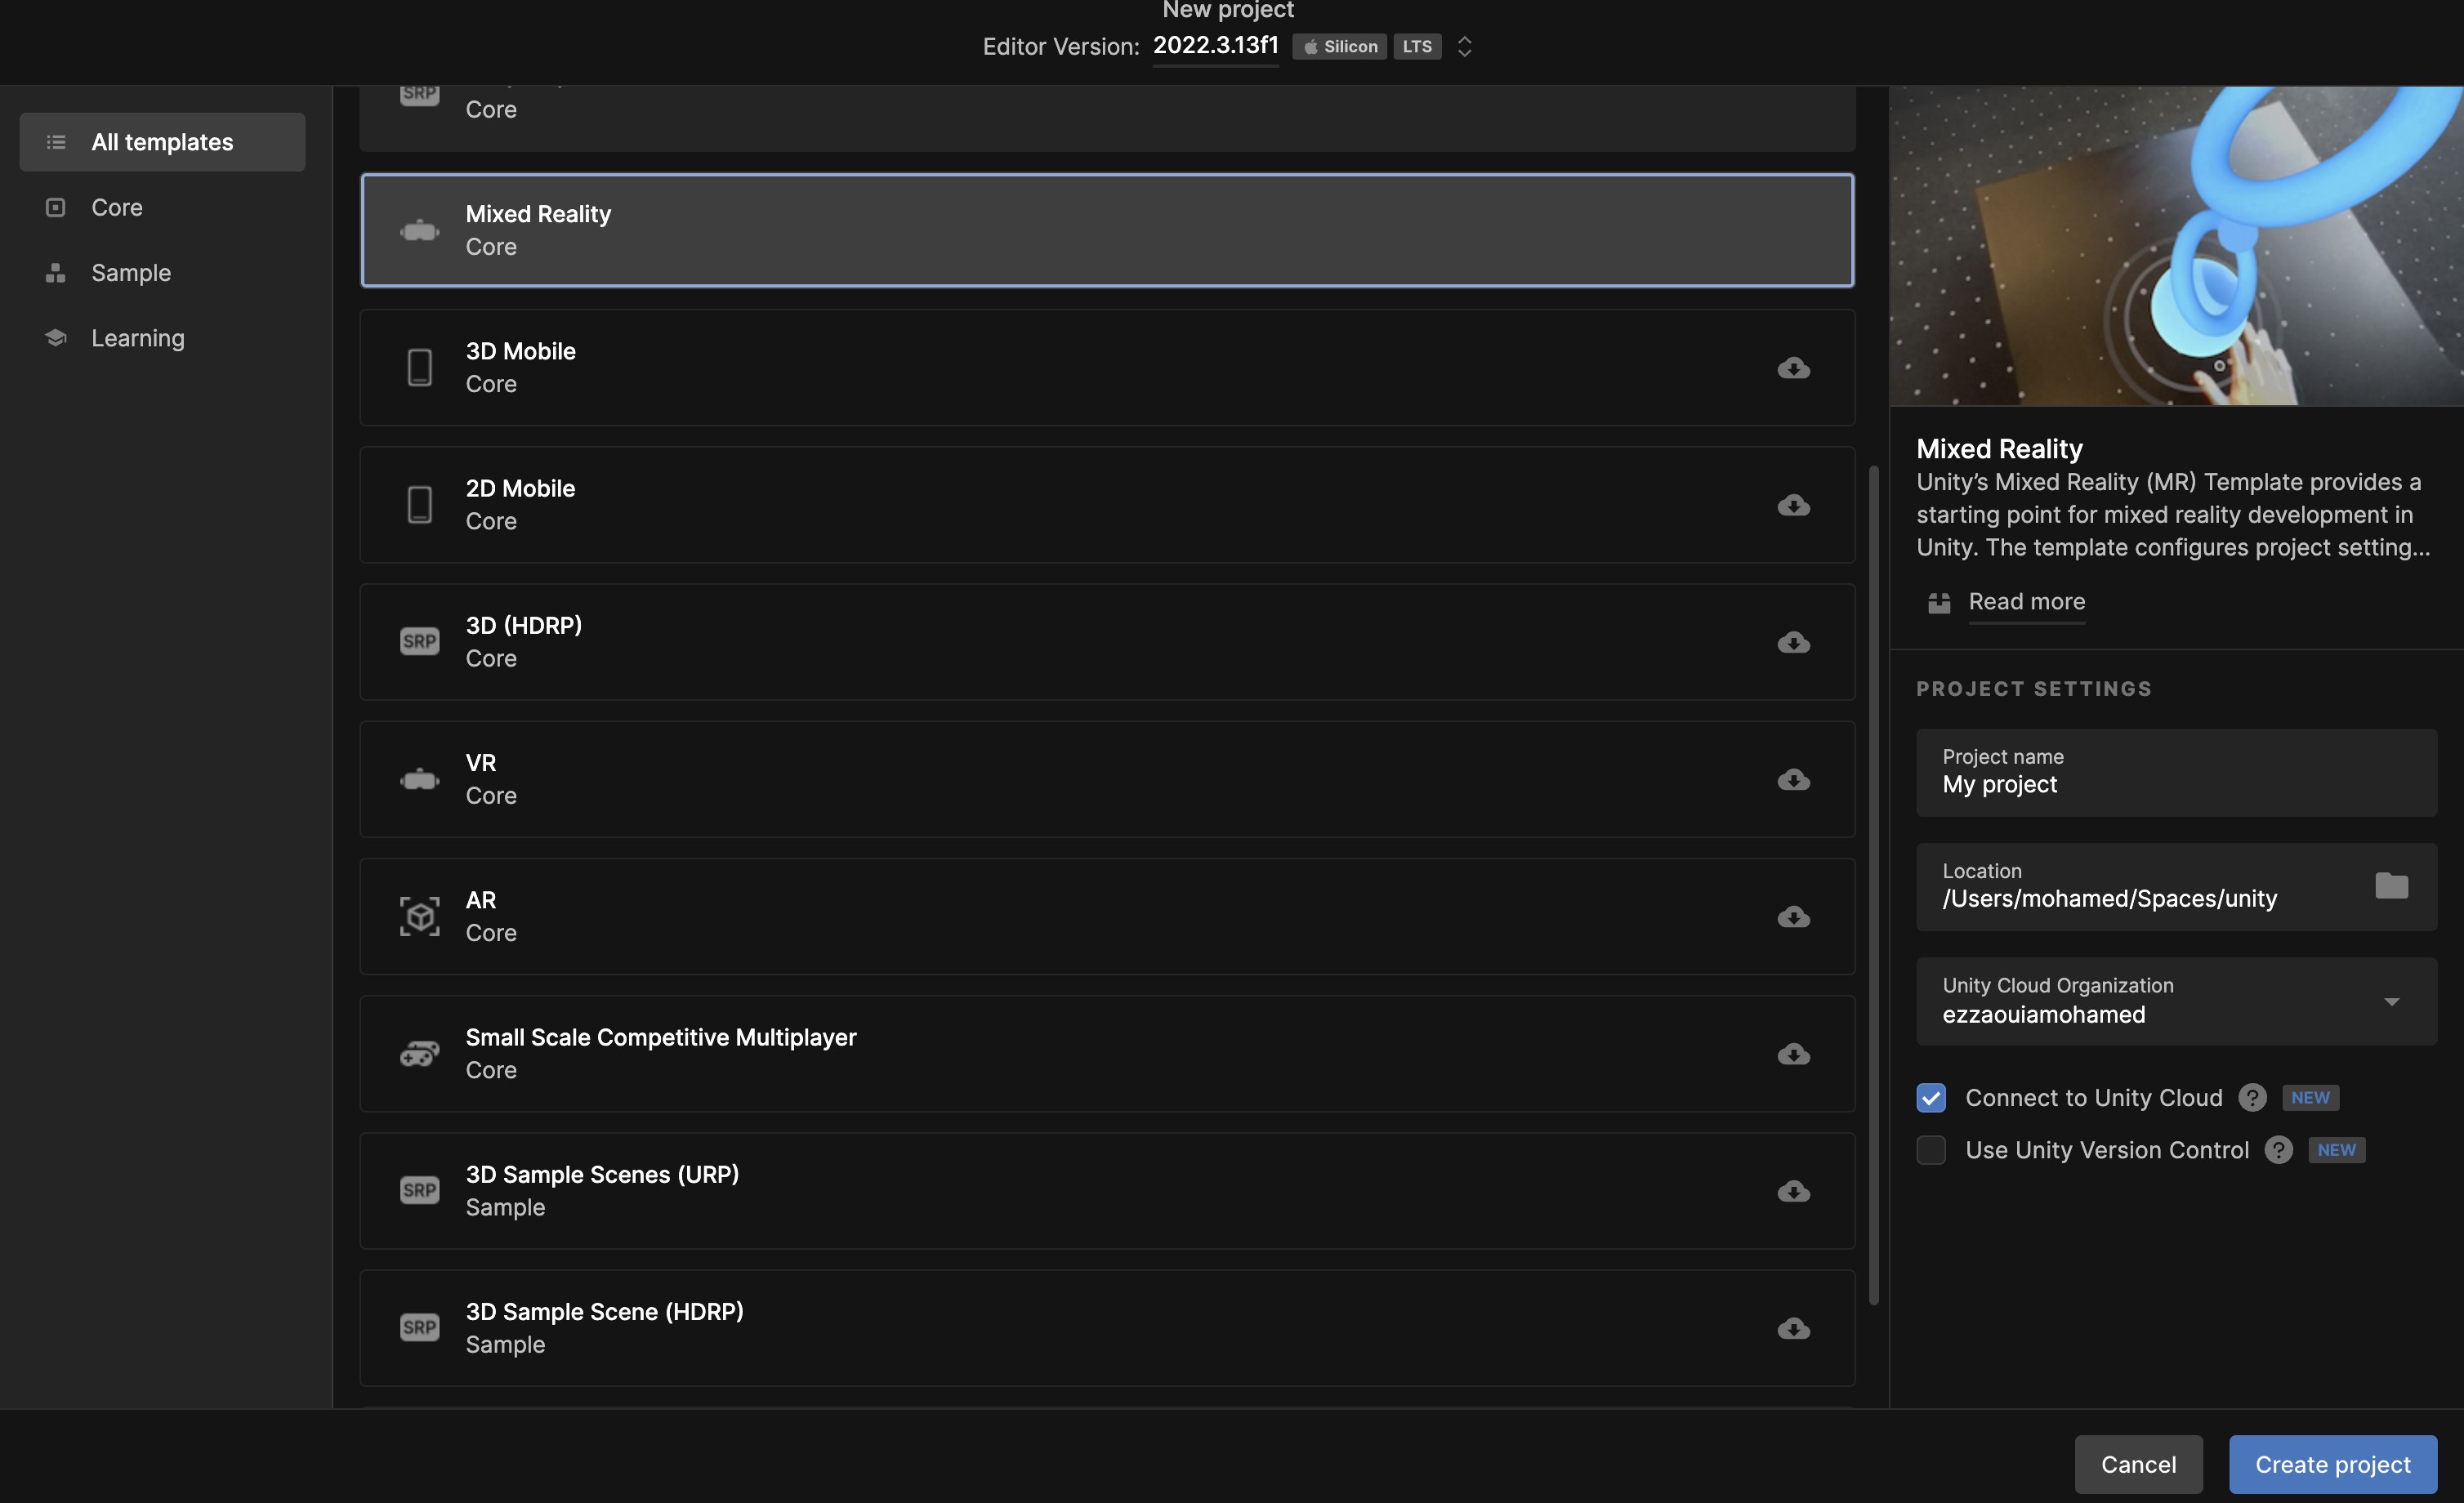 New project
Editor Version: 2022.3.13f1 Silicon LTS
All templates
Core
Sample
Learning
SRP
Core
Mixed Reality
Core
3D Mobile
Core
2D Mobile
Core
SRP
3D (HDRP)
Core
VR
Core
AR
Core
Small Scale Competitive Multiplayer
Core
SRP
3D Sample Scenes (URP)
Sample
SRP
3D Sample Scene (HDRP)
Sample
Mixed Reality
Unity’s Mixed Reality (MR) Template provides a
starting point for mixed reality development in
Unity. The template configures project setting...
Read more
PROJECT SETTINGS
Project name
My project
Location
/Users/mohamed/Spaces/unity
Unity Cloud Organization
ezzaouiamohamed
Connect to Unity Cloud ? NEW
Use Unity Version Control ? NEW
Cancel
Create project